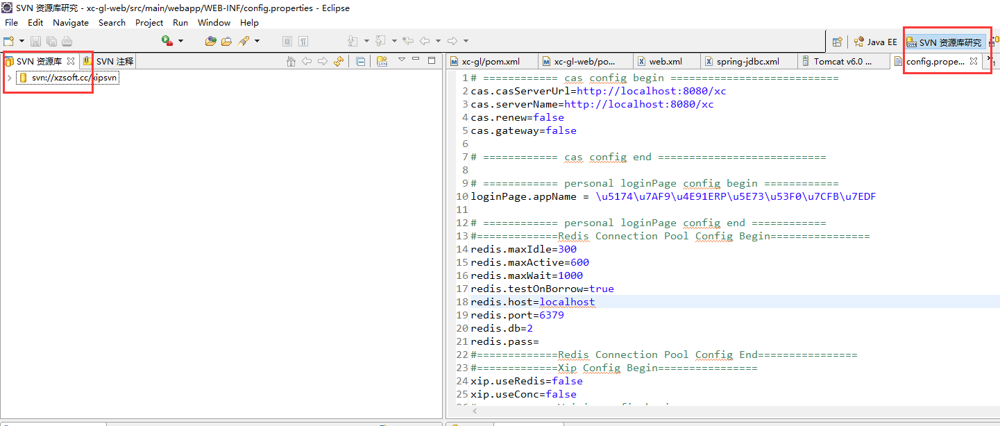 SVN 资源库研究 - xc-gl-web/src/main/webapp/WEB-INF/config.properties - Eclipse
File Edit Navigate Search Project Run Window Help
Java EE SVN 资源库研究
SVN 资源库 SVN 注释
svn://xzsoft.cc/xipsvn
xc-gl/pom.xml xc-gl-web/po... web.xml spring-jdbc.xml Tomcat v6.0 ... config.prope... 1
1 # ============ cas config begin ===========================
2 cas.casServerUrl=http://localhost:8080/xc
3 cas.serverName=http://localhost:8080/xc
4 cas.renew=false
5 cas.gateway=false
6
7 # ============ cas config end ===========================
8
9 # ============ personal loginPage config begin ============
10 loginPage.appName = \u5174\u7AF9\u4E91ERP\u5E73\u53F0\u7CFB\u7EDF
11
12 # ============ personal loginPage config end ============
13 #=============Redis Connection Pool Config Begin================
14 redis.maxIdle=300
15 redis.maxActive=600
16 redis.maxWait=1000
17 redis.testOnBorrow=true
18 redis.host=localhost
19 redis.port=6379
20 redis.db=2
21 redis.pass=
22 #=============Redis Connection Pool Config End================
23 #=============Xip Config Begin================
24 xip.useRedis=false
25 xip.useConc=false